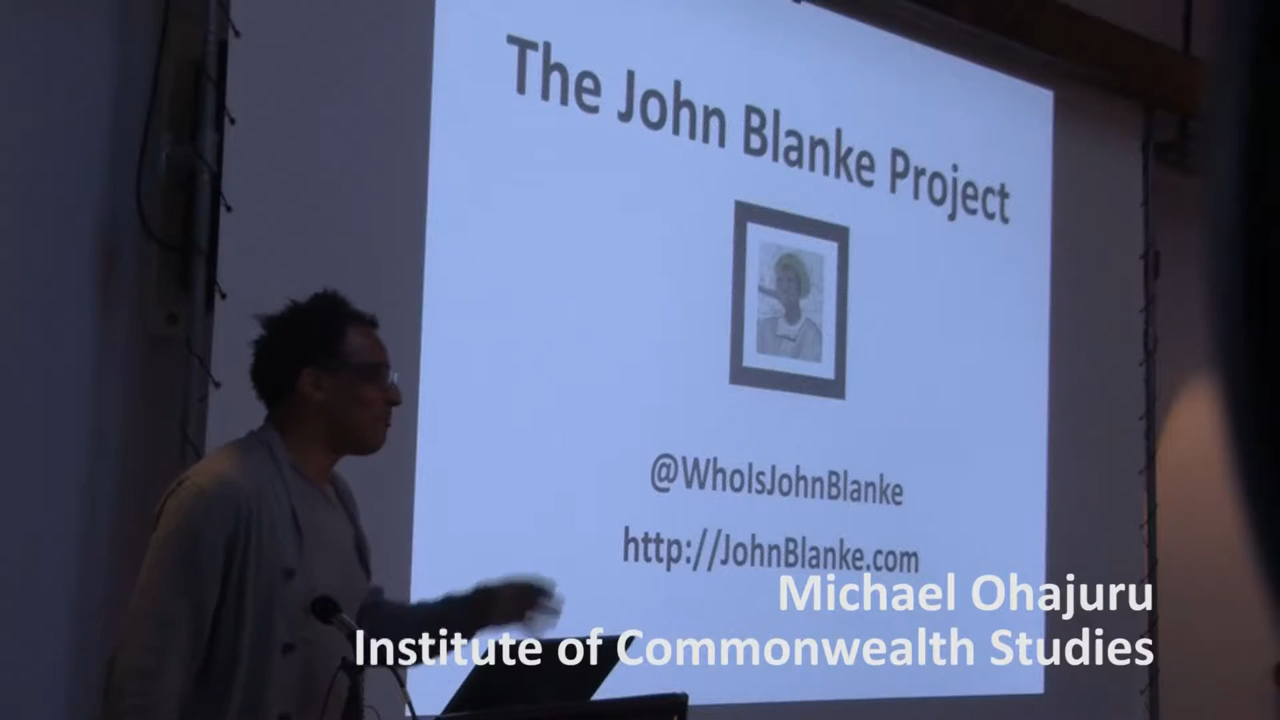 The John Blanke Project
@WhoIsJohnBlanke
http://JohnBlanke.com
Michael Ohajuru
Institute of Commonwealth Studies